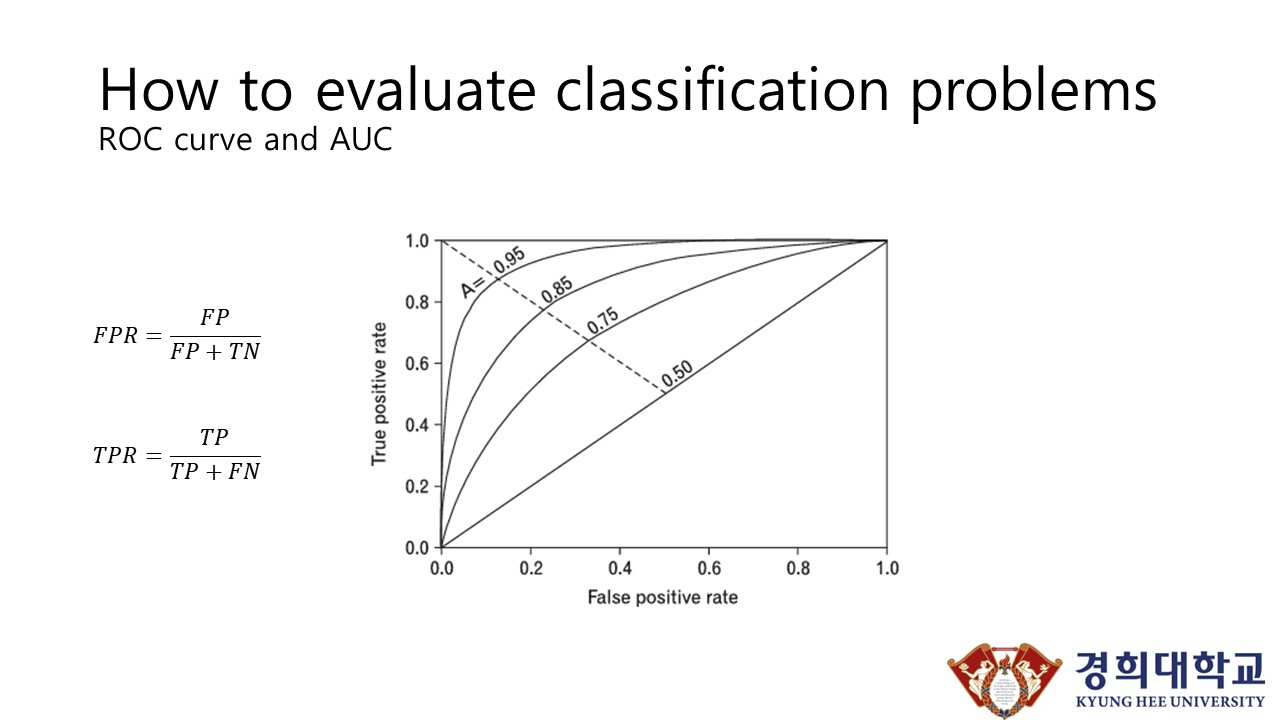 How to evaluate classification problems
ROC curve and AUC
FPR = FP / FP + TN
TPR = TP / TP + FN
True positive rate
1.0
0.8
0.6
0.4
0.2
0.0
A= 0.95
0.85
0.75
0.50
0.0 0.2 0.4 0.6 0.8 1.0
False positive rate
경희대학교
KYUNG HEE UNIVERSITY